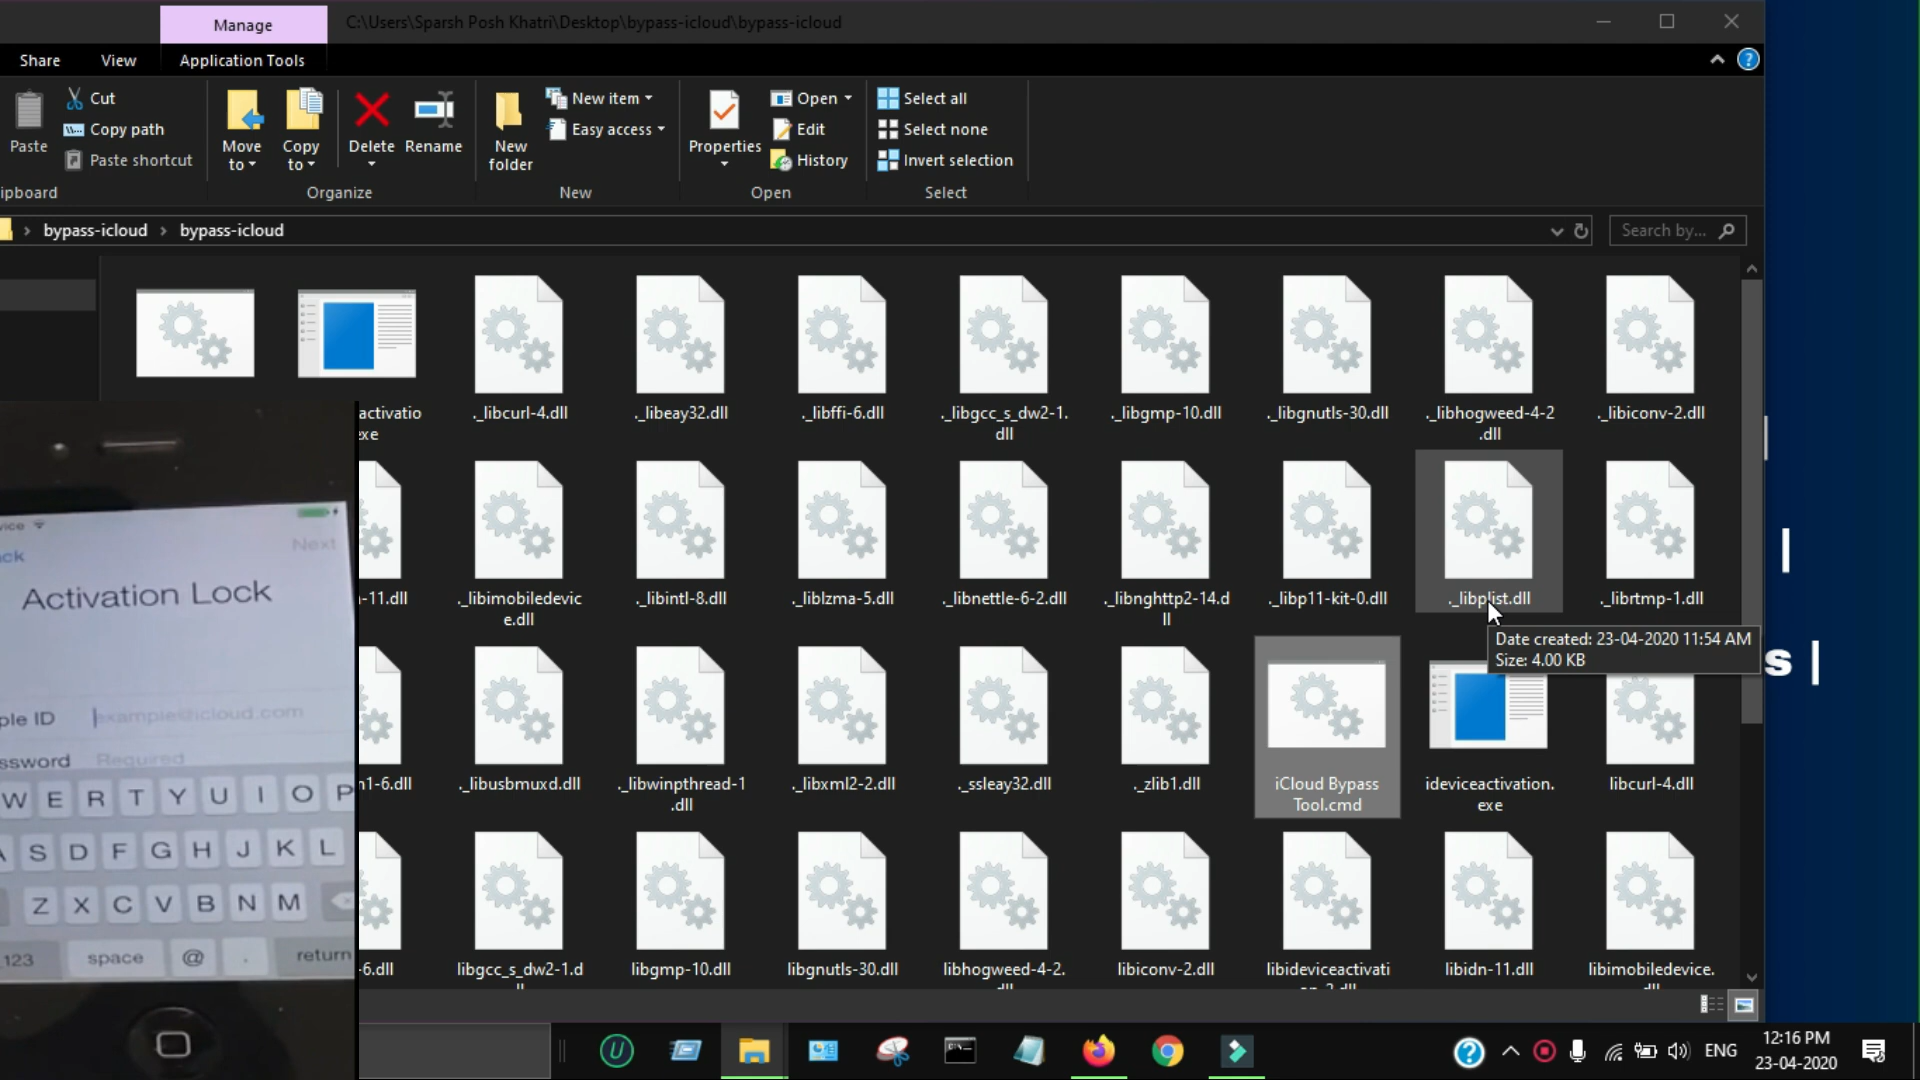 Manage
C:\Users\Sparsh Posh Khatri\Desktop\bypass-icloud\bypass-icloud
Share
View
Application Tools
Paste
Cut
Copy path
Paste shortcut
ipboard
Move to
Copy to
Delete
Rename
Organize
New folder
New item
Easy access
New
Properties
Open
Edit
History
Open
Select all
Select none
Invert selection
Select
bypass-icloud > bypass-icloud
Search by...
activatio
exe
._libcurl-4.dll
._libeay32.dll
._libffi-6.dll
._libgcc_s_dw2-1.
dll
._libgmp-10.dll
._libgnutls-30.dll
._libhogweed-4-2
.dll
._libiconv-2.dll
-11.dll
._libimobiledevic
e.dll
._libintl-8.dll
._liblzma-5.dll
._libnettle-6-2.dll
._libnghttp2-14.d
ll
._libp11-kit-0.dll
._libplist.dll
._librtmp-1.dll
Date created: 23-04-2020 11:54 AM
Size: 4.00 KB
s |
n1-6.dll
._libusbmuxd.dll
._libwinpthread-1
.dll
._libxml2-2.dll
._ssleay32.dll
._zlib1.dll
iCloud Bypass
Tool.cmd
ideviceactivation.
exe
libcurl-4.dll
-6.dll
libgcc_s_dw2-1.d
libgmp-10.dll
libgnutls-30.dll
libhogweed-4-2.
libiconv-2.dll
libideviceactivati
libidn-11.dll
libimobiledevice.
vice
ck
Next
Activation Lock
ple ID
example@icloud.com
ssword
Required
W E R T Y U I O P
A S D F G H J K L
Z X C V B N M
123
space
@
.
return
ENG
12:16 PM
23-04-2020